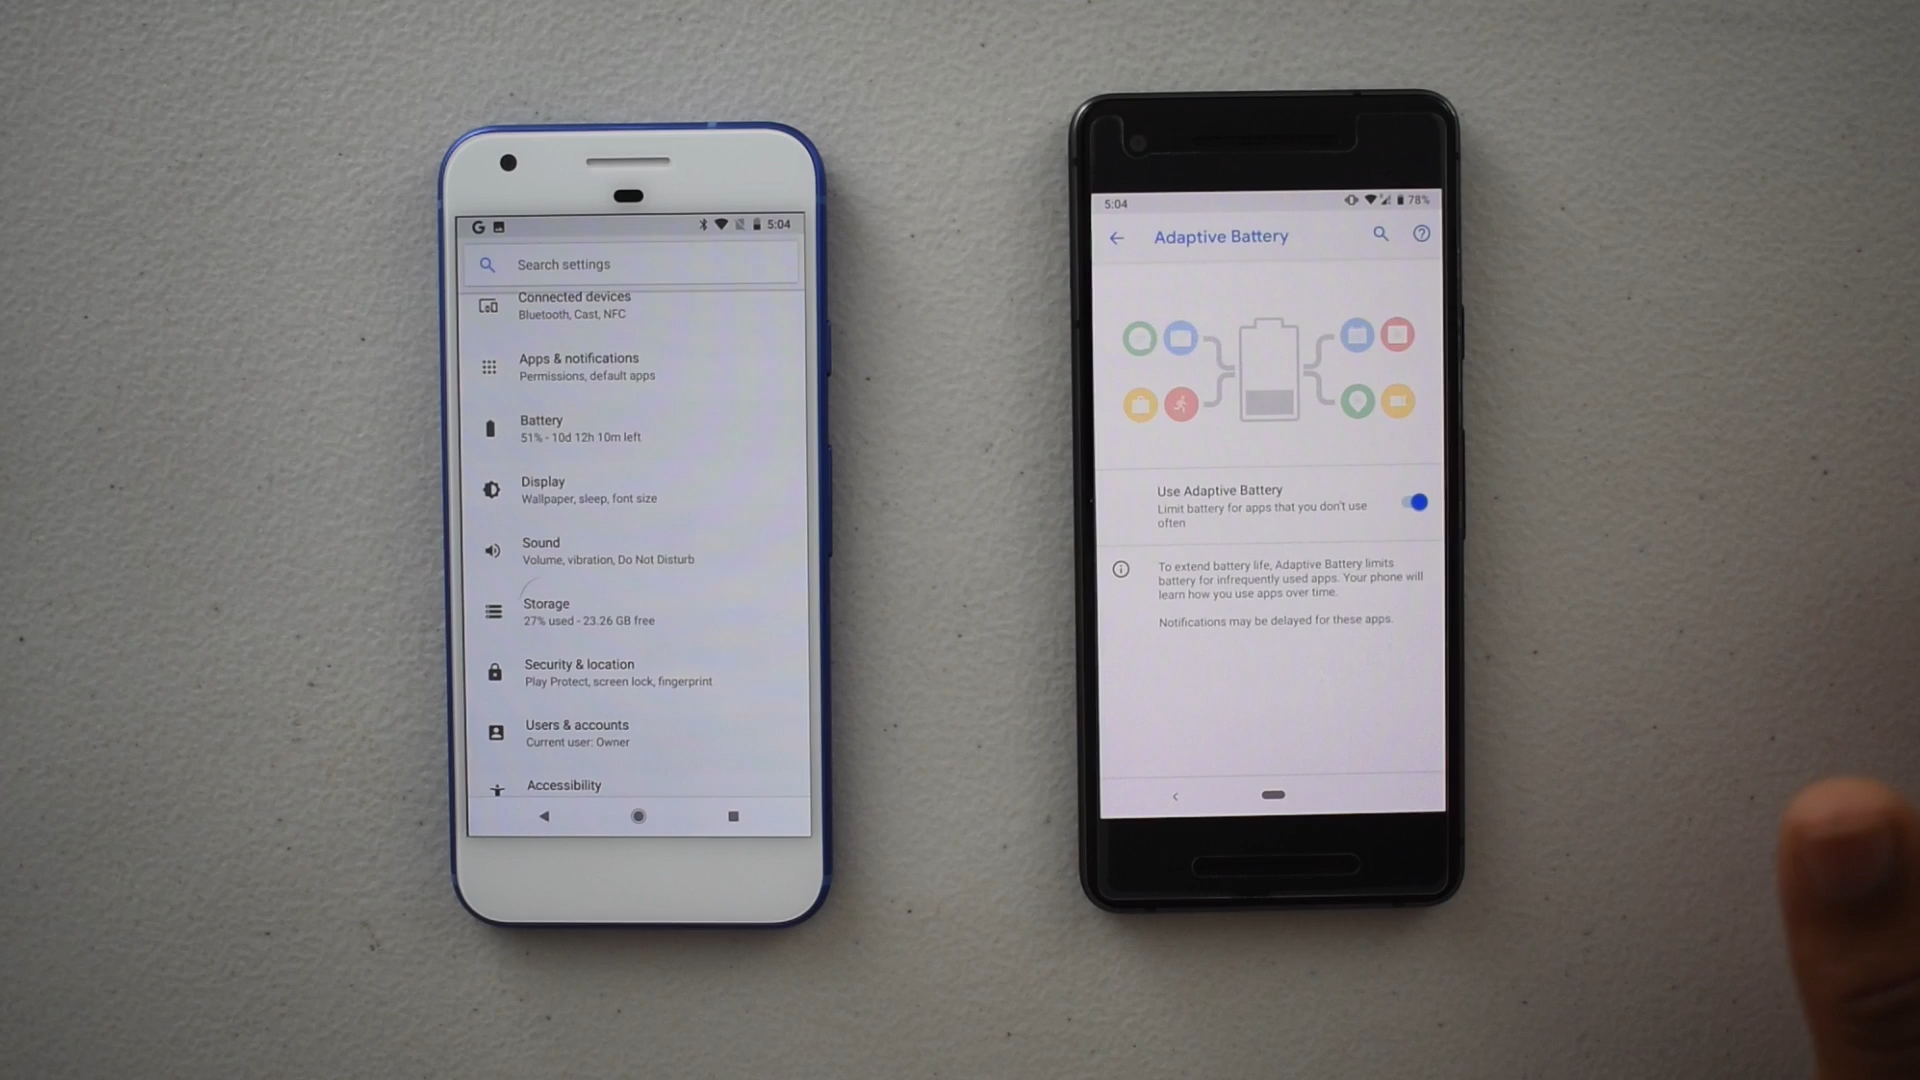 5:04
Search settings
Connected devices
Bluetooth, Cast, NFC
Apps & notifications
Permissions, default apps
Battery
51% - 10d 12h 10m left
Display
Wallpaper, sleep, font size
Sound
Volume, vibration, Do Not Disturb
Storage
27% used - 23.26 GB free
Security & location
Play Protect, screen lock, fingerprint
Users & accounts
Current user: Owner
Accessibility
5:04 78%
Adaptive Battery
Use Adaptive Battery
Limit battery for apps that you don't use
often
To extend battery life, Adaptive Battery limits
battery for infrequently used apps. Your phone will
learn how you use apps over time.
Notifications may be delayed for these apps.